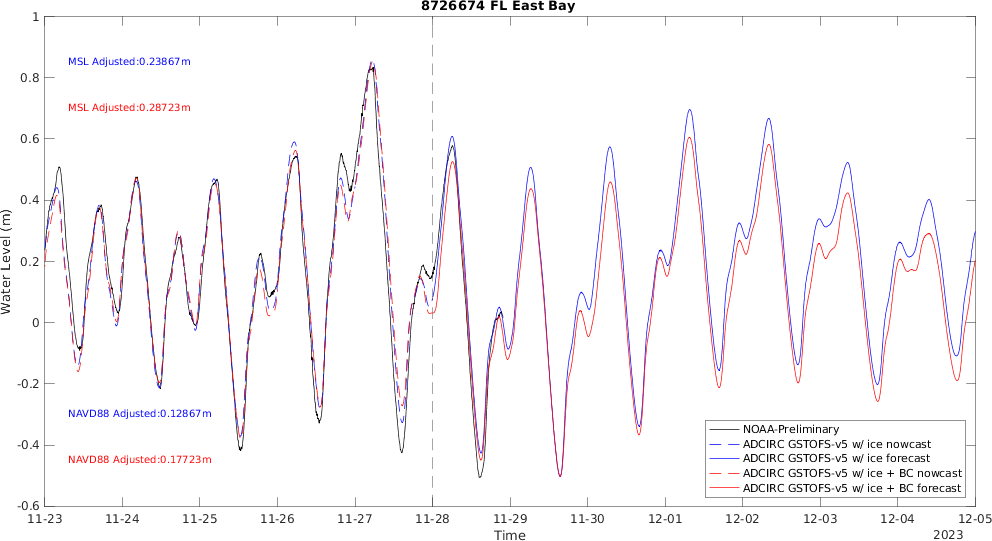 8726674 FL East Bay
1
0.8
0.6
0.4
0.2
0
-0.2
-0.4
-0.6
Water Level (m)
MSL Adjusted:0.23867m
MSL Adjusted:0.28723m
NAVD88 Adjusted:0.12867m
NAVD88 Adjusted:0.17723m
NOAA-Preliminary
ADCIRC GSTOFS-v5 w/ ice nowcast
ADCIRC GSTOFS-v5 w/ ice forecast
ADCIRC GSTOFS-v5 w/ ice + BC nowcast
ADCIRC GSTOFS-v5 w/ ice + BC forecast
11-23 11-24 11-25 11-26 11-27 11-28 11-29 11-30 12-01 12-02 12-03 12-04 12-05
Time
2023